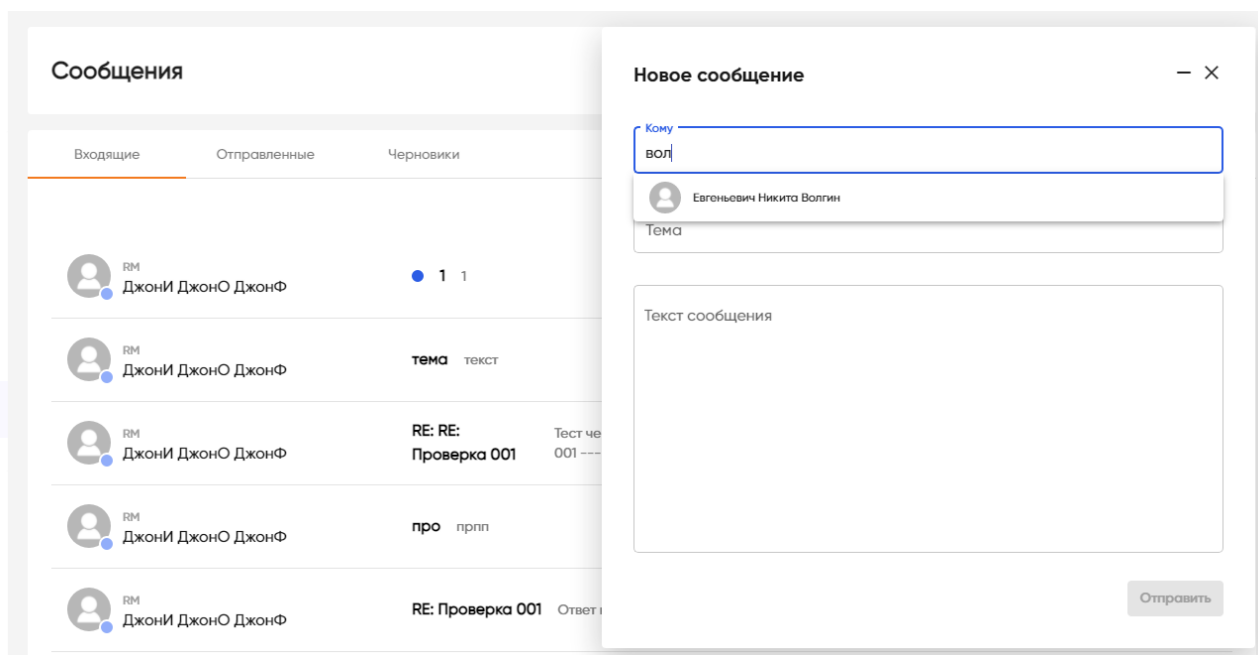 Сообщения
Входящие Отправленные Черновики
RM
ДжонИ ДжонО ДжонФ
1 1
RM
ДжонИ ДжонО ДжонФ
тема текст
RM
ДжонИ ДжонО ДжонФ
RE: RE:
Проверка 001
Тест че
001 ---
RM
ДжонИ ДжонО ДжонФ
про прпп
RM
ДжонИ ДжонО ДжонФ
RE: Проверка 001 Ответ
Новое сообщение
Кому
вол
Евгеньевич Никита Волгин
Тема
Текст сообщения
Отправить